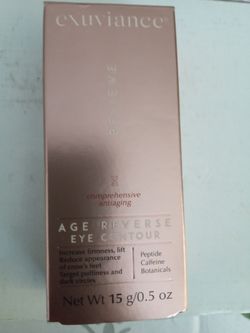 exuviance®
comprehensive
antiaging
AGE REVERSE
EYE CONTOUR
Increase firmness, lift
Reduce appearance
of crow's feet
Target puffiness and
dark circles
Peptide
Caffeine
Botanicals
Net Wt 15 g/0.5 oz